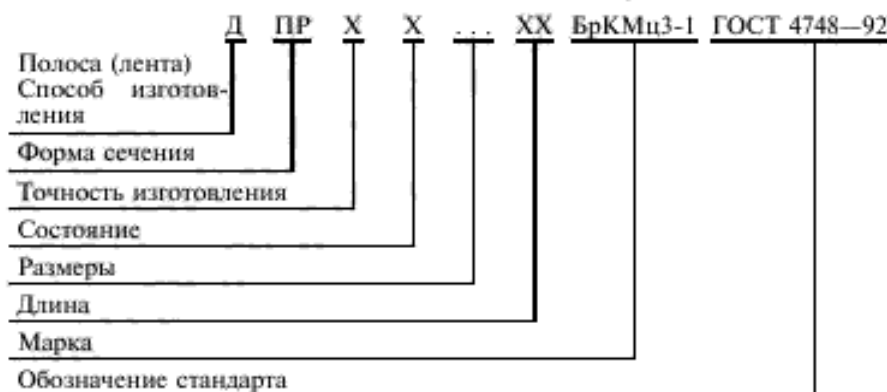 Д ПР Х Х ... ХХ БрКМц3-1 ГОСТ 4748—92
Полоса (лента)
Способ изготов-
ления
Форма сечения
Точность изготовления
Состояние
Размеры
Длина
Марка
Обозначение стандарта